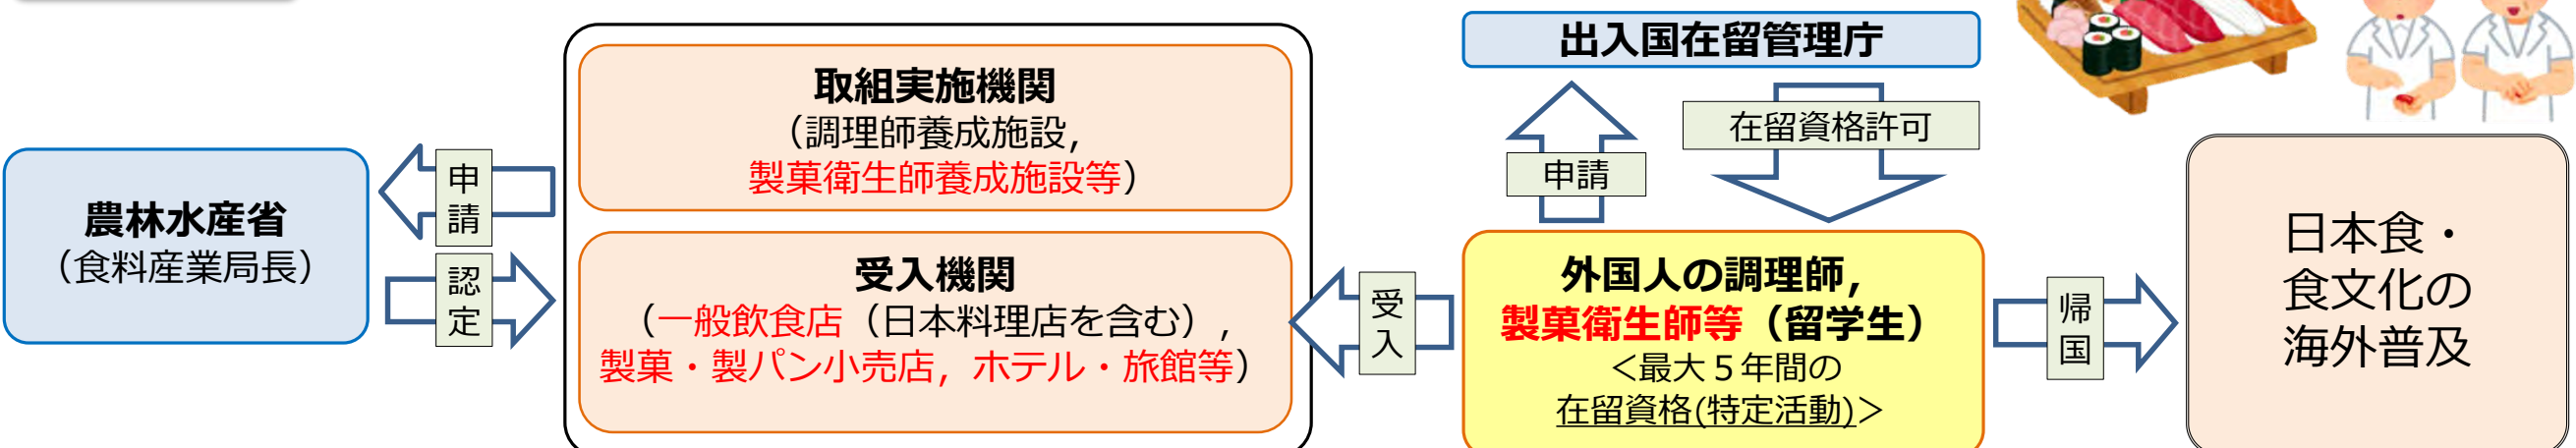 農林水産省
（食料産業局長）
申請
認定
取組実施機関
（調理師養成施設，
製菓衛生師養成施設等）
受入機関
（一般飲食店（日本料理店を含む），
製菓・製パン小売店，ホテル・旅館等）
受入
出入国在留管理庁
申請
在留資格許可
外国人の調理師，
製菓衛生師等（留学生）
＜最大５年間の
在留資格(特定活動)＞
帰国
日本食・
食文化の
海外普及